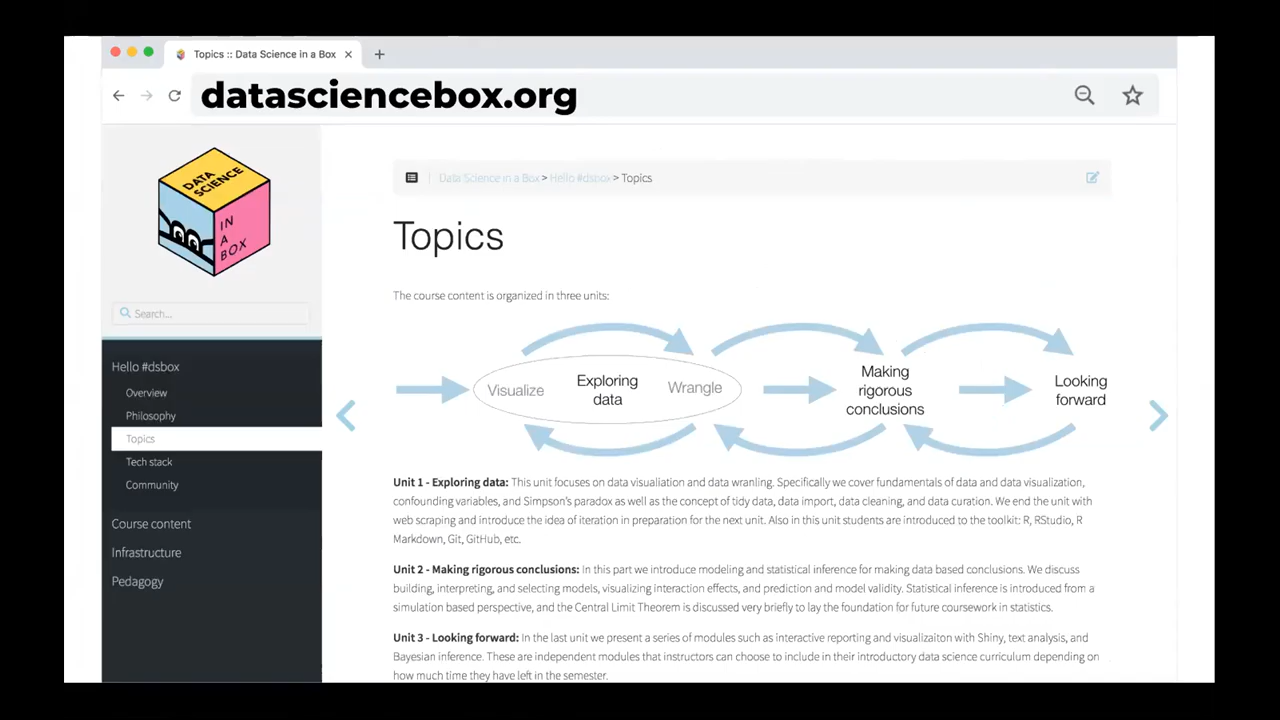 Topics :: Data Science in a Box
datasciencebox.org
DATA
SCIENCE
IN
A
BOX
Search...
Hello #dsbox
Overview
Philosophy
Topics
Tech stack
Community
Course content
Infrastructure
Pedagogy
Data Science in a Box > Hello #dsbox > Topics
Topics
The course content is organized in three units:
Visualize
Exploring
data
Wrangle
Making
rigorous
conclusions
Looking
forward
Unit 1 - Exploring data: This unit focuses on data visualiation and data wranling. Specifically we cover fundamentals of data and data visualization,
confounding variables, and Simpson's paradox as well as the concept of tidy data, data import, data cleaning, and data curation. We end the unit with
web scraping and introduce the idea of iteration in preparation for the next unit. Also in this unit students are introduced to the toolkit: R, RStudio, R
Markdown, Git, GitHub, etc.
Unit 2 - Making rigorous conclusions: In this part we introduce modeling and statistical inference for making data based conclusions. We discuss
building, interpreting, and selecting models, visualizing interaction effects, and prediction and model validity. Statistical inference is introduced from a
simulation based perspective, and the Central Limit Theorem is discussed very briefly to lay the foundation for future coursework in statistics.
Unit 3 - Looking forward: In the last unit we present a series of modules such as interactive reporting and visualizaiton with Shiny, text analysis, and
Bayesian inference. These are independent modules that instructors can choose to include in their introductory data science curriculum depending on
how much time they have left in the semester.